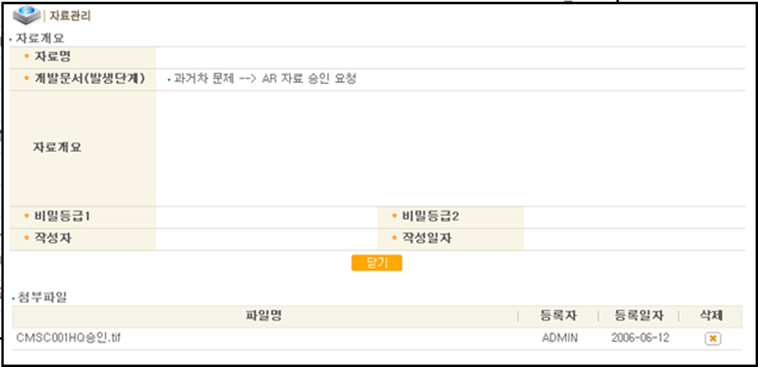 자료관리
· 자료개요
* 자료명
* 개발문서(발생단계) · 과거차 문제 --> AR 자료 승인 요청
자료개요
* 비밀등급1 * 비밀등급2
* 작성자 * 작성일자
닫기
· 첨부파일
파일명 | 등록자 | 등록일자 | 삭제
CMSC001HQ승인.tif ADMIN 2006-06-12 x